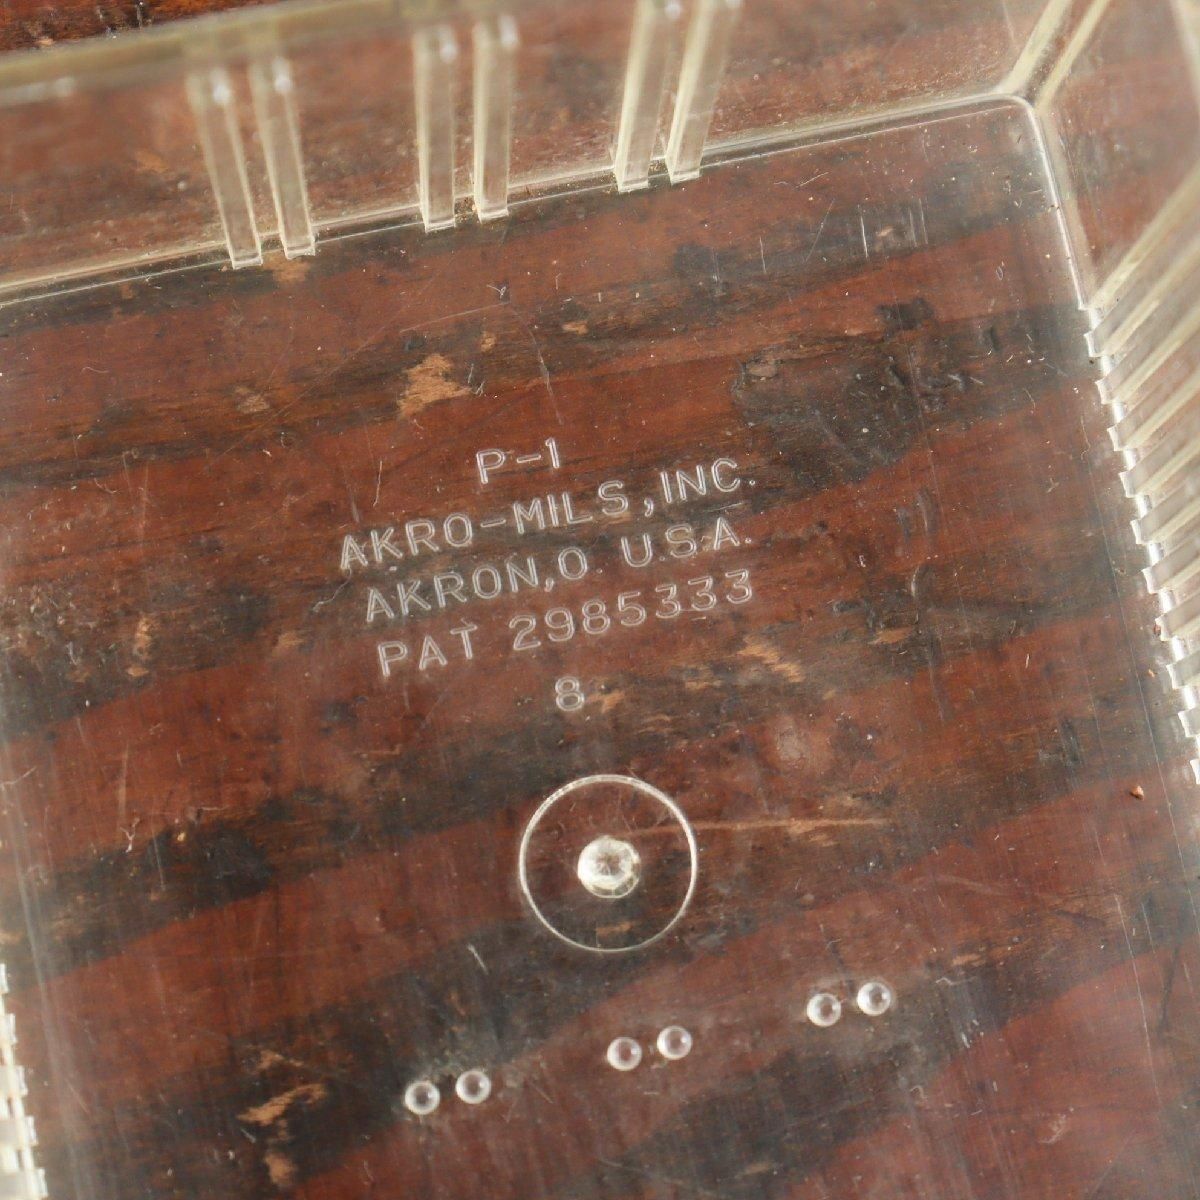 P-1
AKRO-MILS, INC.
AKRON, O. U.S.A.
PAT 2985333
8